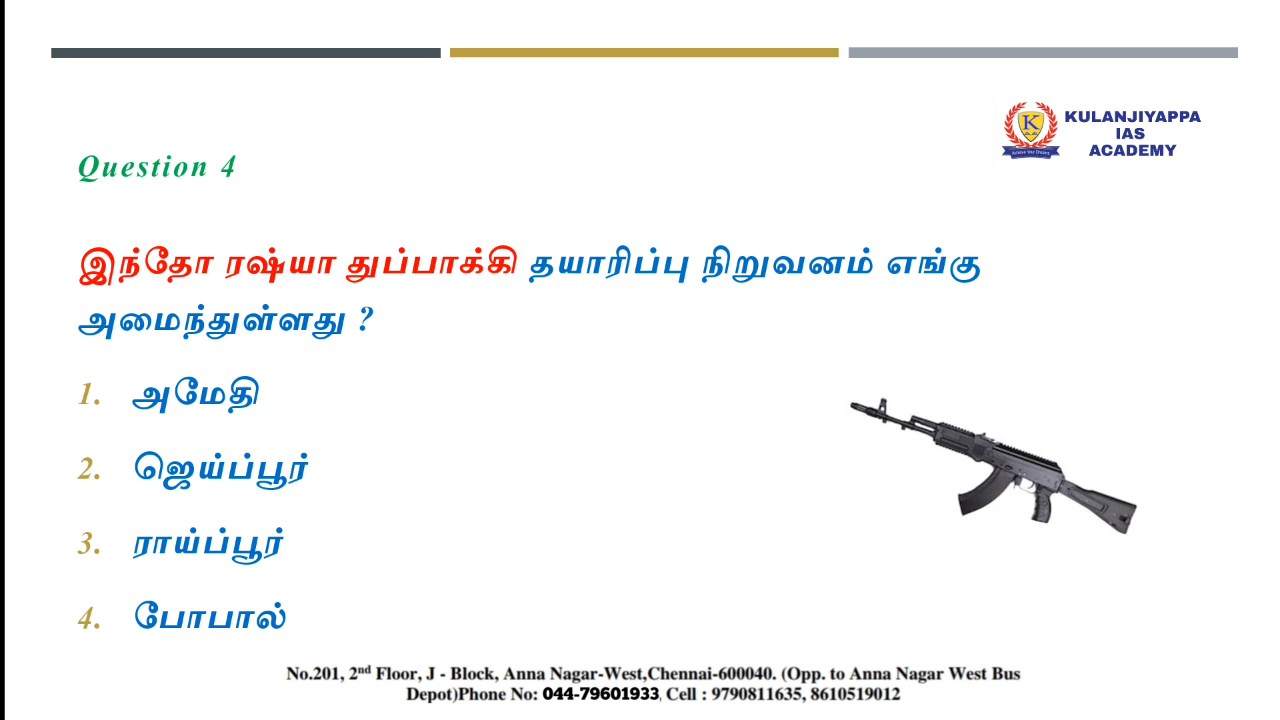 KULANJIYAPPA
IAS
ACADEMY
Question 4
இந்தோ ரஷ்யா துப்பாக்கி தயாரிப்பு நிறுவனம் எங்கு
அமைந்துள்ளது ?
1. அமேதி
2. ஜெய்ப்பூர்
3. ராய்ப்பூர்
4. போபால்
No.201, 2nd Floor, J - Block, Anna Nagar-West,Chennai-600040. (Opp. to Anna Nagar West Bus
Depot)Phone No: 044-79601933, Cell : 9790811635, 8610519012